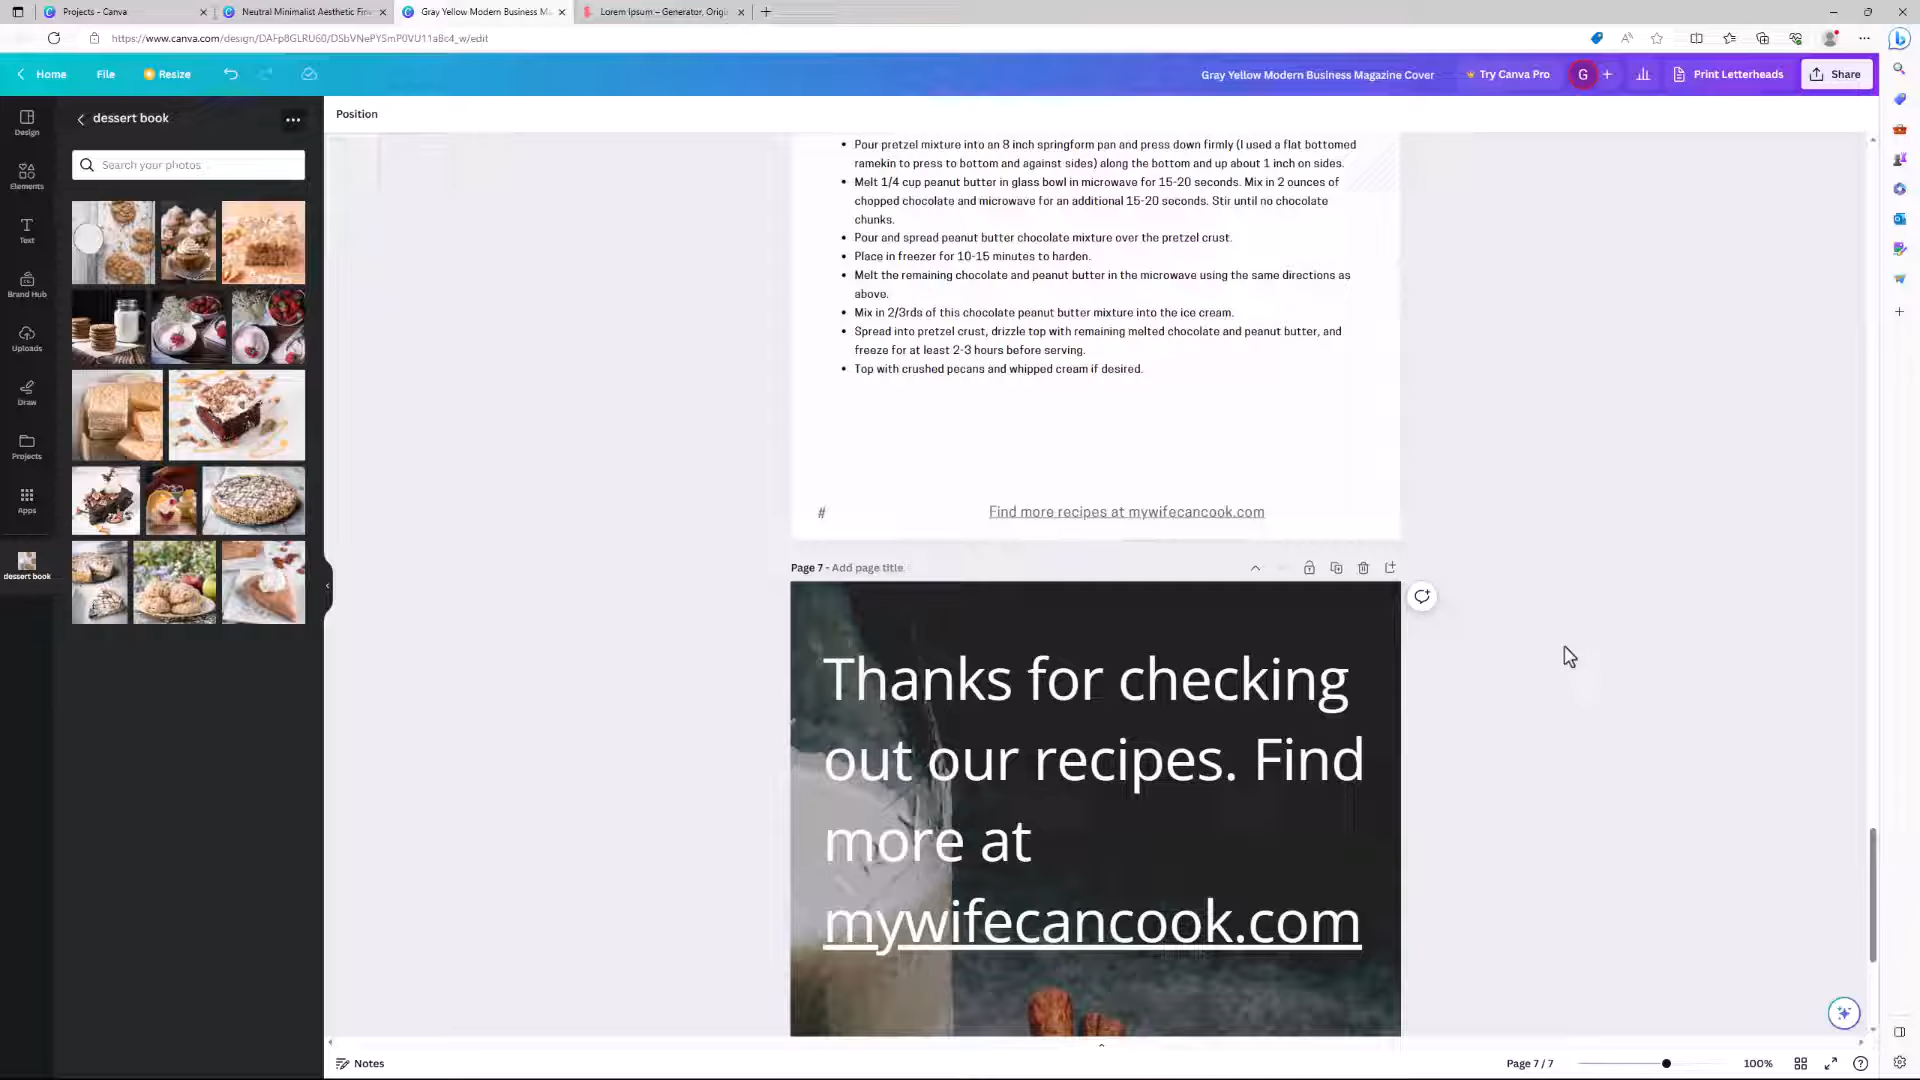 Projects - Canva
Neutral Minimalist Aesthetic Fin
Gray Yellow Modern Business M
Lorem Ipsum – Generator, Origi
https://www.canva.com/design/DAFp8GLRU60/DSbVNePYSmP0VU11a8c4_w/edit
Home
File
Resize
Gray Yellow Modern Business Magazine Cover
Try Canva Pro
G
Print Letterheads
Share
Design
Elements
Text
Brand Hub
Uploads
Draw
Projects
Apps
dessert book
dessert book
Search your photos
Position
Pour pretzel mixture into an 8 inch springform pan and press down firmly (I used a flat bottomed
ramekin to press to bottom and against sides) along the bottom and up about 1 inch on sides.
Melt 1/4 cup peanut butter in glass bowl in microwave for 15-20 seconds. Mix in 2 ounces of
chopped chocolate and microwave for an additional 15-20 seconds. Stir until no chocolate
chunks.
Pour and spread peanut butter chocolate mixture over the pretzel crust.
Place in freezer for 10-15 minutes to harden.
Melt the remaining chocolate and peanut butter in the microwave using the same directions as
above.
Mix in 2/3rds of this chocolate peanut butter mixture into the ice cream.
Spread into pretzel crust, drizzle top with remaining melted chocolate and peanut butter, and
freeze for at least 2-3 hours before serving.
Top with crushed pecans and whipped cream if desired.
#
Find more recipes at mywifecancook.com
Page 7 - Add page title
Thanks for checking
out our recipes. Find
more at
mywifecancook.com
Notes
Page 7 / 7
100%